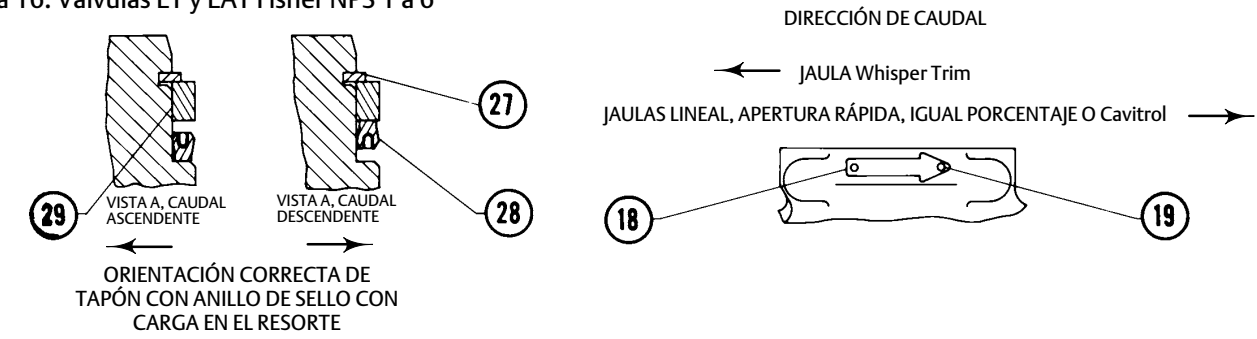 a 16. Válvulas ET y EAT Fisher NPS 1 a 6
27
28
29
VISTA A, CAUDAL
ASCENDENTE
VISTA A, CAUDAL
DESCENDENTE
ORIENTACIÓN CORRECTA DE
TAPÓN CON ANILLO DE SELLO CON
CARGA EN EL RESORTE
DIRECCIÓN DE CAUDAL
JAULA Whisper Trim
JAULAS LINEAL, APERTURA RÁPIDA, IGUAL PORCENTAJE O Cavitrol
18
19